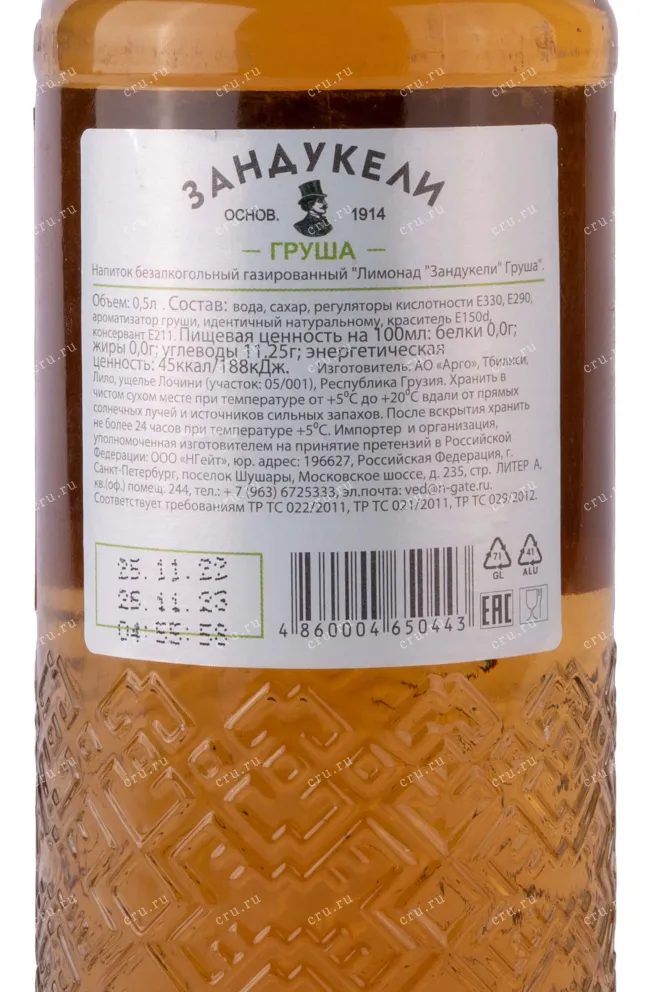 ЗАНДУКЕЛИ
ОСНОВ. 1914
– ГРУША –
Напиток безалкогольный газированный "Лимонад "Зандукели" Груша".
Объем: 0,5л . Состав: вода, сахар, регуляторы кислотности Е330, Е290,
ароматизатор груши, идентичный натуральному, краситель Е150d,
консервант Е211. Пищевая ценность на 100мл: белки 0,0г;
жиры 0,0г; углеводы 11,25г; энергетическая
ценность: 45ккал/188кДж. Изготовитель: АО «Арго», Тбилиси,
Лило, ущелье Лочини (участок: 05/001), Республика Грузия. Хранить в
чистом сухом месте при температуре от +5⁰С до +20⁰С вдали от прямых
солнечных лучей и источников сильных запахов. После вскрытия хранить
не более 24 часов при температуре +5⁰С. Импортер и организация,
уполномоченная изготовителем на принятие претензий в Российской
Федерации: ООО «НГейт», юр. адрес: 196627, Российская Федерация, г.
Санкт-Петербург, поселок Шушары, Московское шоссе, д. 235, стр. ЛИТЕР А,
кв.(оф.) помещ. 244, тел.: + 7 (963) 6725333, эл.почта: ved@n-gate.ru.
Соответствует требованиям ТР ТС 022/2011, ТР ТС 021/2011, ТР ТС 029/2012.
25.11.22
25.11.23
04:55:58
4 860004 650443
71
GL
41
ALU
EAC
cru.ru